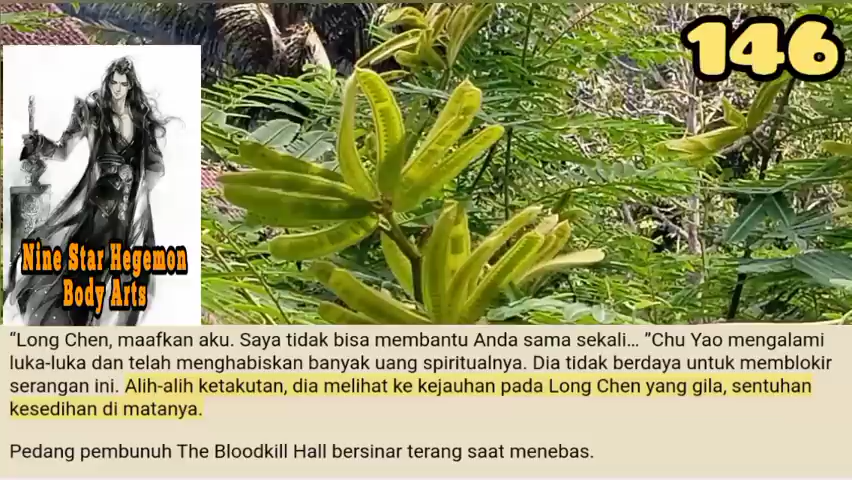 146
Nine Star Hegemon
Body Arts
“Long Chen, maafkan aku. Saya tidak bisa membantu Anda sama sekali… ”Chu Yao mengalami
luka-luka dan telah menghabiskan banyak uang spiritualnya. Dia tidak berdaya untuk memblokir
serangan ini. Alih-alih ketakutan, dia melihat ke kejauhan pada Long Chen yang gila, sentuhan
kesedihan di matanya.
Pedang pembunuh The Bloodkill Hall bersinar terang saat menebas.